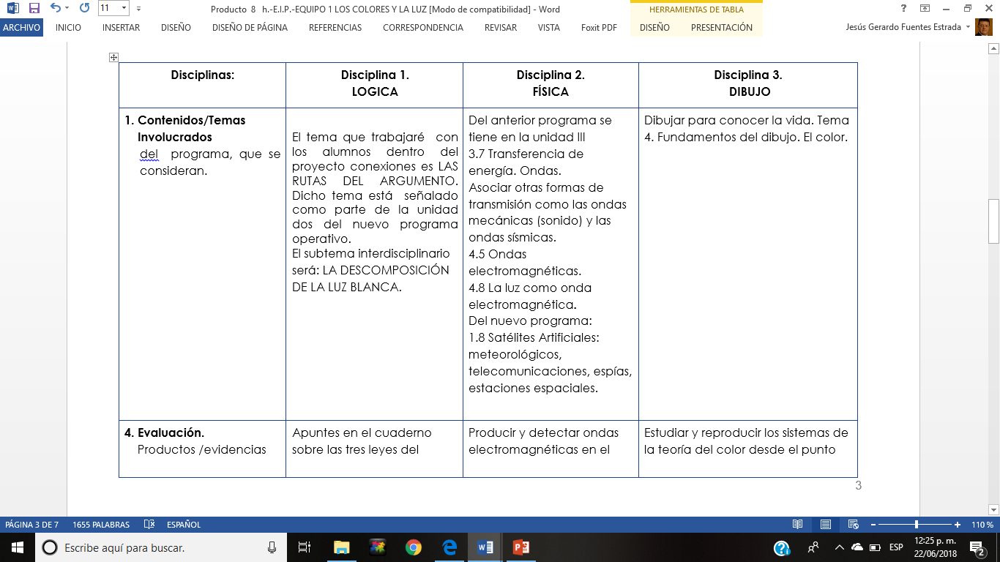 11
Producto 8 h.-E.I.P.-EQUIPO 1 LOS COLORES Y LA LUZ [Modo de compatibilidad] - Word
HERRAMIENTAS DE TABLA
?
ARCHIVO INICIO INSERTAR DISEÑO DISEÑO DE PÁGINA REFERENCIAS CORRESPONDENCIA REVISAR VISTA Foxit PDF DISEÑO PRESENTACIÓN Jesús Gerardo Fuentes Estrada
Disciplinas:
Disciplina 1.
LOGICA
Disciplina 2.
FÍSICA
Disciplina 3.
DIBUJO
1. Contenidos/Temas
Involucrados
del programa, que se
consideran.
El tema que trabajaré con
los alumnos dentro del
proyecto conexiones es LAS
RUTAS DEL ARGUMENTO.
Dicho tema está señalado
como parte de la unidad
dos del nuevo programa
operativo.
El subtema interdisciplinario
será: LA DESCOMPOSICIÓN
DE LA LUZ BLANCA.
Del anterior programa se
tiene en la unidad III
3.7 Transferencia de
energía. Ondas.
Asociar otras formas de
transmisión como las ondas
mecánicas (sonido) y las
ondas sísmicas.
4.5 Ondas
electromagnéticas.
4.8 La luz como onda
electromagnética.
Del nuevo programa:
1.8 Satélites Artificiales:
meteorológicos,
telecomunicaciones, espías,
estaciones espaciales.
Dibujar para conocer la vida. Tema
4. Fundamentos del dibujo. El color.
4. Evaluación.
Productos /evidencias
Apuntes en el cuaderno
sobre las tres leyes del
Producir y detectar ondas
electromagnéticas en el
Estudiar y reproducir los sistemas de
la teoría del color desde el punto
3
PÁGINA 3 DE 7 1655 PALABRAS ESPAÑOL 110 %
Escribe aquí para buscar.
ESP
12:25 p. m.
22/06/2018
2